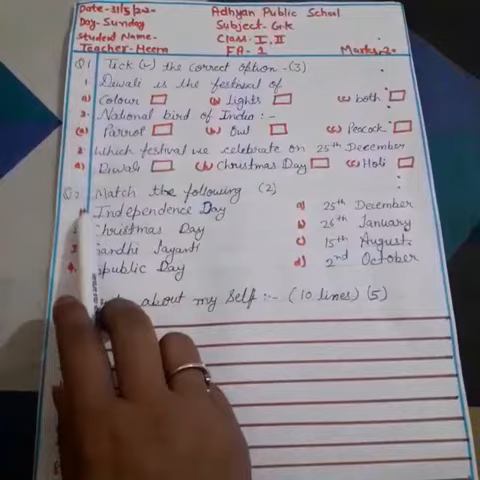 Date- 31/5/22- Adhyan Public School
Day- Sunday Subject- G.K
Student Name- Class- I, II
Teacher- Heena FA- 1 Marks.20
Q1 Tick (✓) the correct option -(3)
1. Diwali is the festival of
a) Colour (b) Lights (c) both
2. National bird of India :-
(a) Parrot (b) Owl (c) Peacock
3. Which festival we celebrate on 25th December
a) Diwali (b) Christmas Day (c) Holi
Q2 Match the following (2)
Independence Day a) 25th December
Christmas Day b) 26th January
Gandhi Jayanti c) 15th August
4. public Day d) 2nd October
about my Self :- (10 lines) (5)